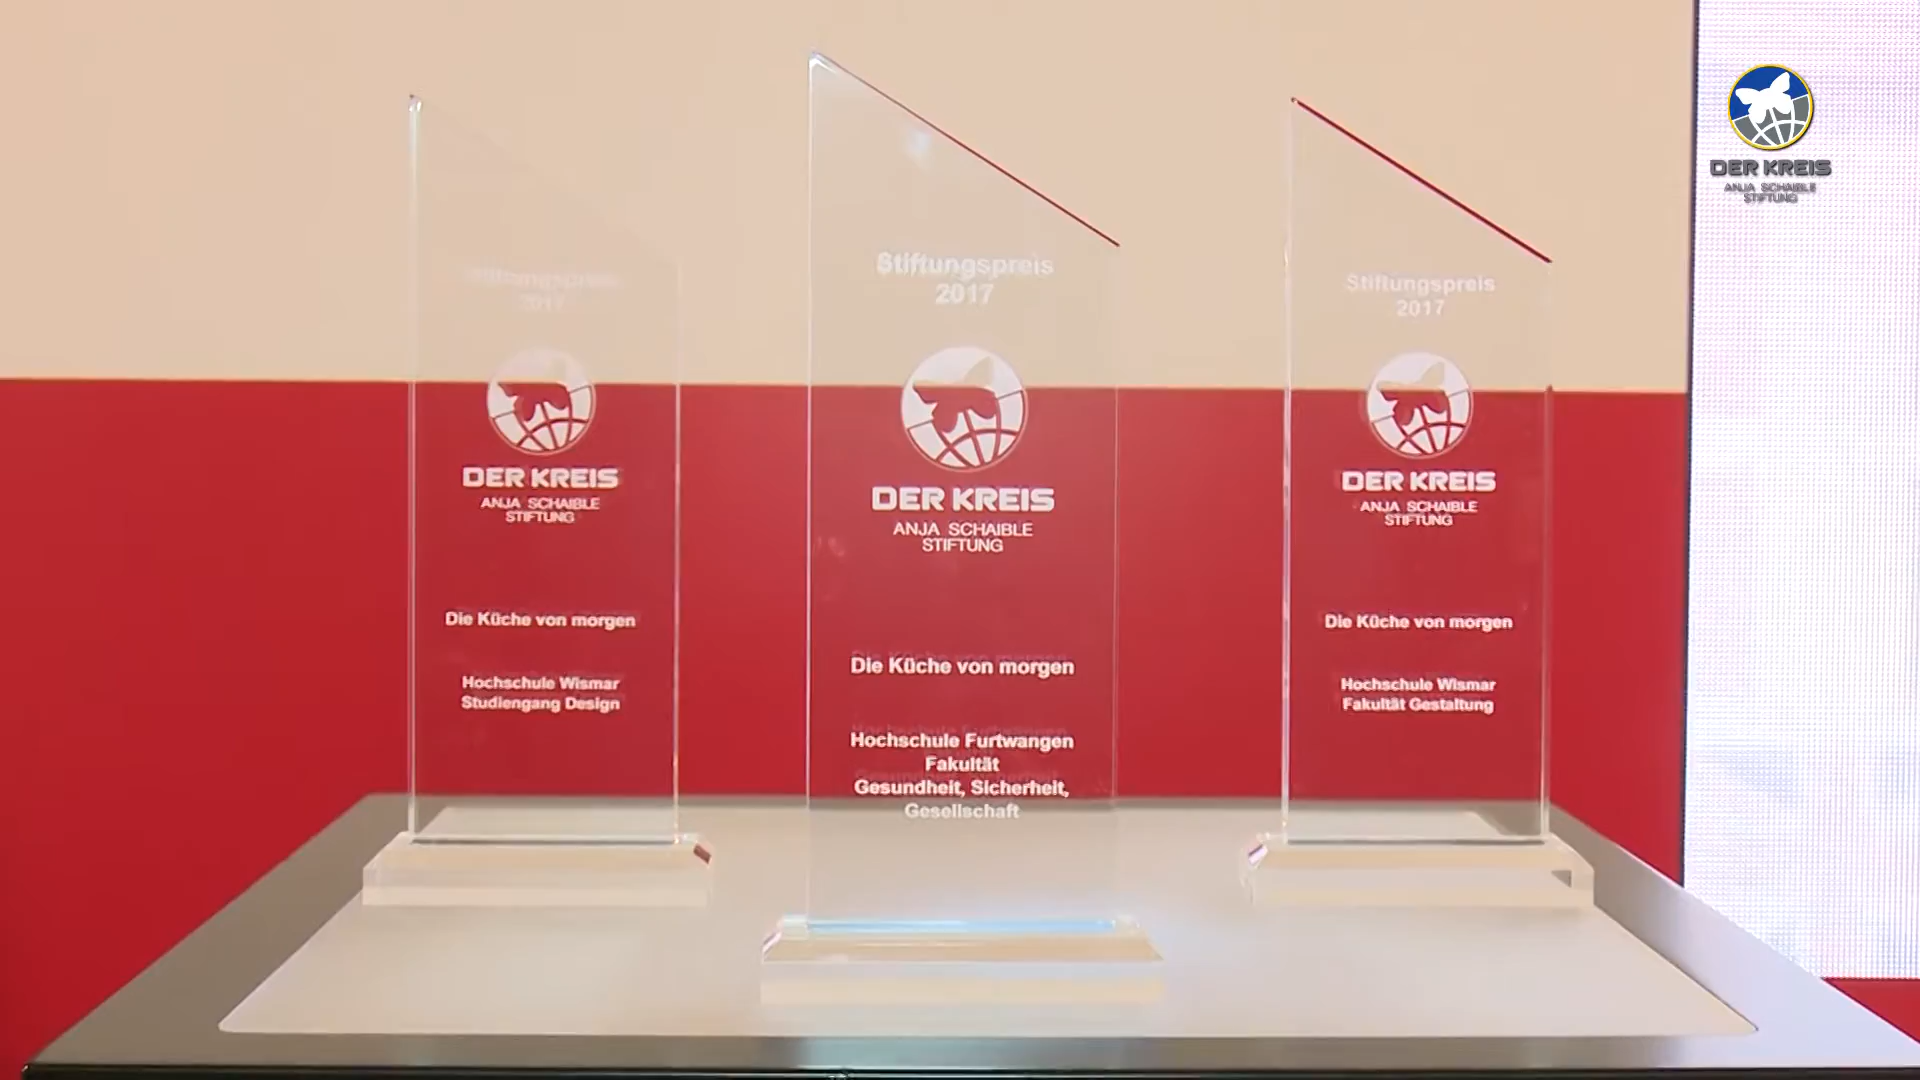 Stiftungspreis
2017
DER KREIS
ANJA SCHAIBLE
STIFTUNG
Die Küche von morgen
Hochschule Wismar
Studiengang Design
Stiftungspreis
2017
DER KREIS
ANJA SCHAIBLE
STIFTUNG
Die Küche von morgen
Hochschule Furtwangen
Fakultät
Gesundheit, Sicherheit,
Gesellschaft
Stiftungspreis
2017
DER KREIS
ANJA SCHAIBLE
STIFTUNG
Die Küche von morgen
Hochschule Wismar
Fakultät Gestaltung
DER KREIS
ANJA SCHAIBLE
STIFTUNG